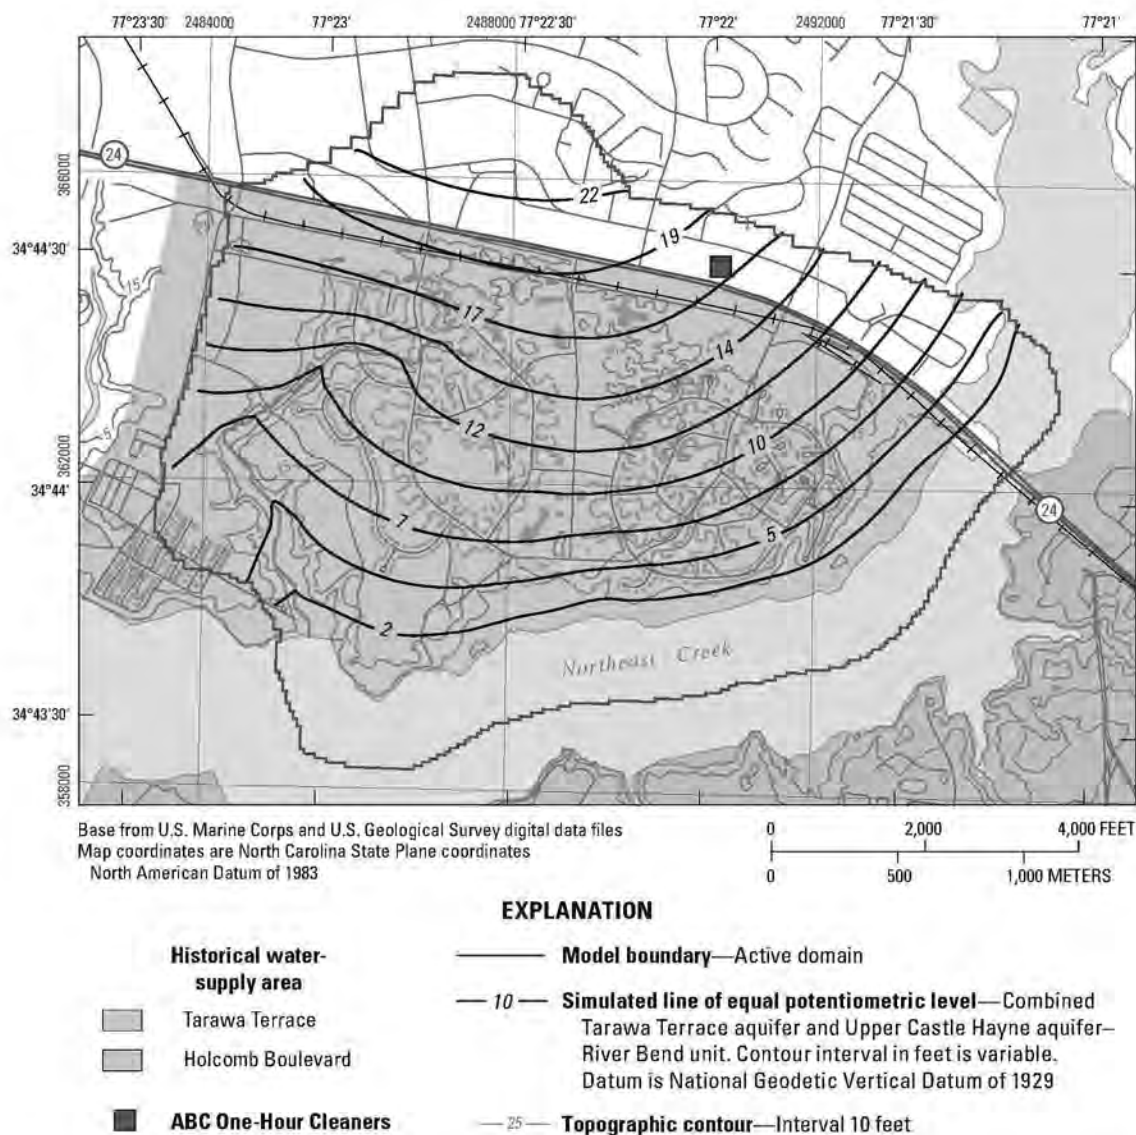 77°23'30"
2484000
77°23'
2488000
77°22'30"
77°22'
2492000
77°21'30"
77°21'
366000
34°44'30"
362000
34°44'
34°43'30'
358000
24
22
19
17
15
14
12
10
7
5
5
2
24
Northeast Creek
Base from U.S. Marine Corps and U.S. Geological Survey digital data files
Map coordinates are North Carolina State Plane coordinates
North American Datum of 1983
0 2,000 4,000 FEET
0 500 1,000 METERS
EXPLANATION
Historical water-
supply area
Tarawa Terrace
Holcomb Boulevard
ABC One-Hour Cleaners
Model boundary—Active domain
10 Simulated line of equal potentiometric level—Combined
Tarawa Terrace aquifer and Upper Castle Hayne aquifer–
River Bend unit. Contour interval in feet is variable.
Datum is National Geodetic Vertical Datum of 1929
25 Topographic contour—Interval 10 feet